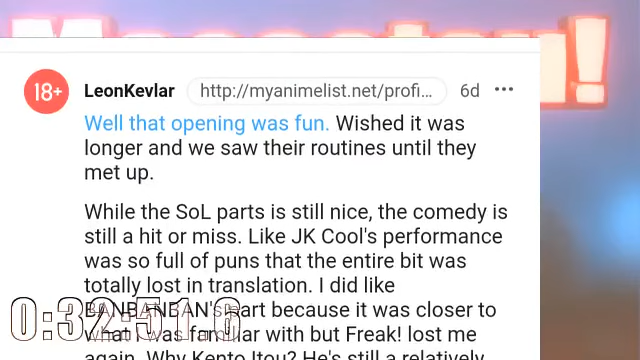 18+ LeonKevlar http://myanimelist.net/profi... 6d ...
Well that opening was fun. Wished it was
longer and we saw their routines until they
met up.
While the SoL parts is still nice, the comedy is
still a hit or miss. Like JK Cool's performance
was so full of puns that the entire bit was
totally lost in translation. I did like
BANBANBAN's part because it was closer to
what I was familiar with but Freak! lost me
again. Why Kento Itou? He's still a relatively
0:32:51.6